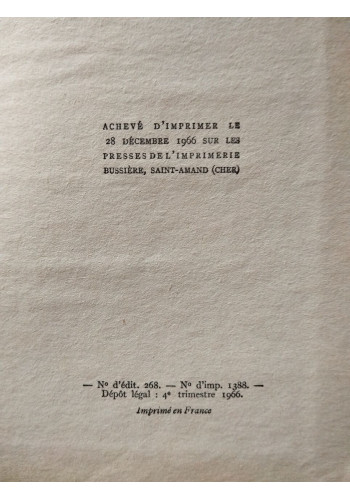 ACHEVÉ D'IMPRIMER LE
28 DÉCEMBRE 1966 SUR LES
PRESSES DE L'IMPRIMERIE
BUSSIÈRE, SAINT-AMAND (CHER)
— Nº d'édit. 268. — Nº d'imp. 1388. —
Dépôt légal : 4ᵉ trimestre 1966.
Imprimé en France